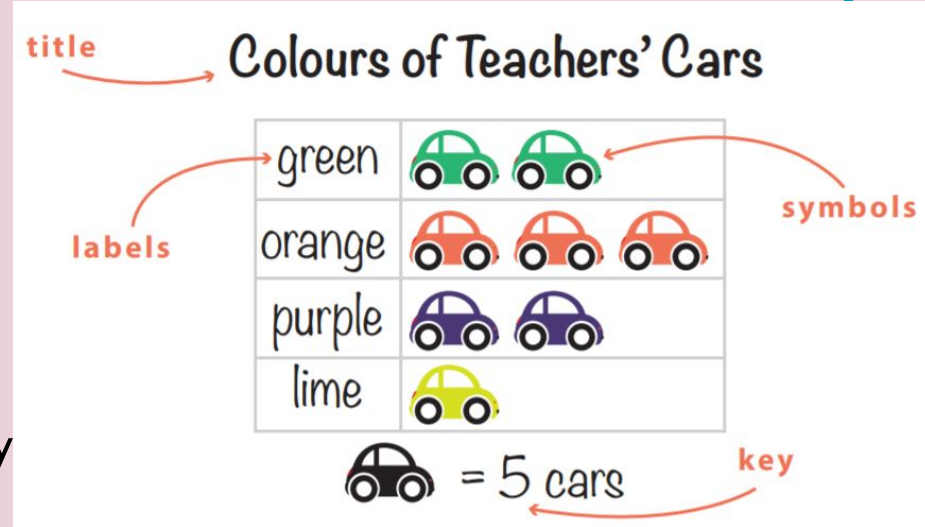 title
Colours of Teachers' Cars
green
symbols
labels
orange
purple
lime
y
= 5 cars
key